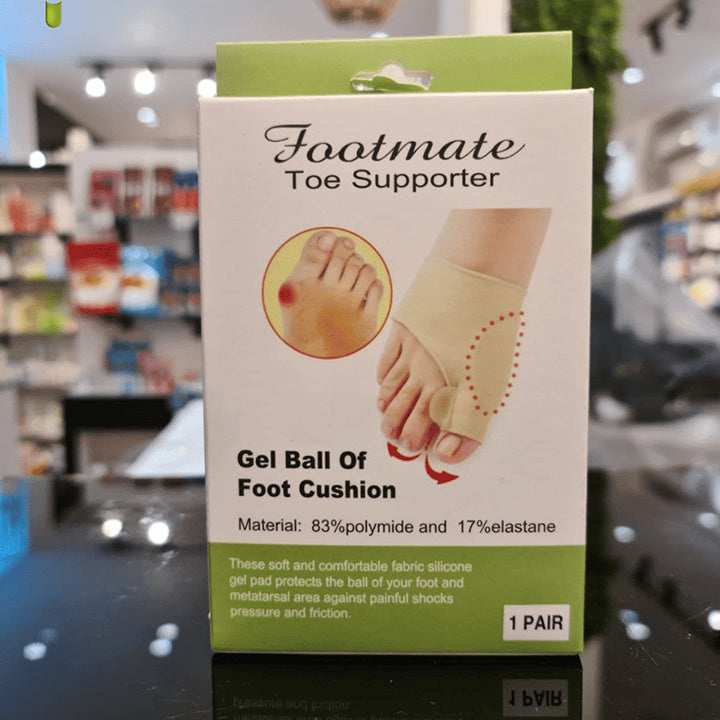 Footmate
Toe Supporter
Gel Ball Of
Foot Cushion
Material: 83%polymide and 17%elastane
These soft and comfortable fabric silicone
gel pad protects the ball of your foot and
metatarsal area against painful shocks
pressure and friction.
1 PAIR